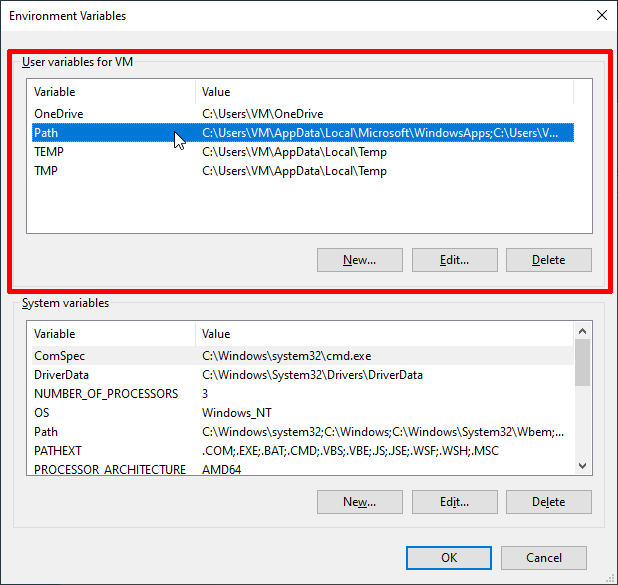 Environment Variables
User variables for VM
Variable Value
OneDrive C:\Users\VM\OneDrive
Path C:\Users\VM\AppData\Local\Microsoft\WindowsApps;C:\Users\V...
TEMP C:\Users\VM\AppData\Local\Temp
TMP C:\Users\VM\AppData\Local\Temp
New... Edit... Delete
System variables
Variable Value
ComSpec C:\Windows\system32\cmd.exe
DriverData C:\Windows\System32\Drivers\DriverData
NUMBER_OF_PROCESSORS 3
OS Windows_NT
Path C:\Windows\system32;C:\Windows;C:\Windows\System32\Wbem;...
PATHEXT .COM;.EXE;.BAT;.CMD;.VBS;.VBE;.JS;.JSE;.WSF;.WSH;.MSC
PROCESSOR_ARCHITECTURE AMD64
New... Edit... Delete
OK Cancel